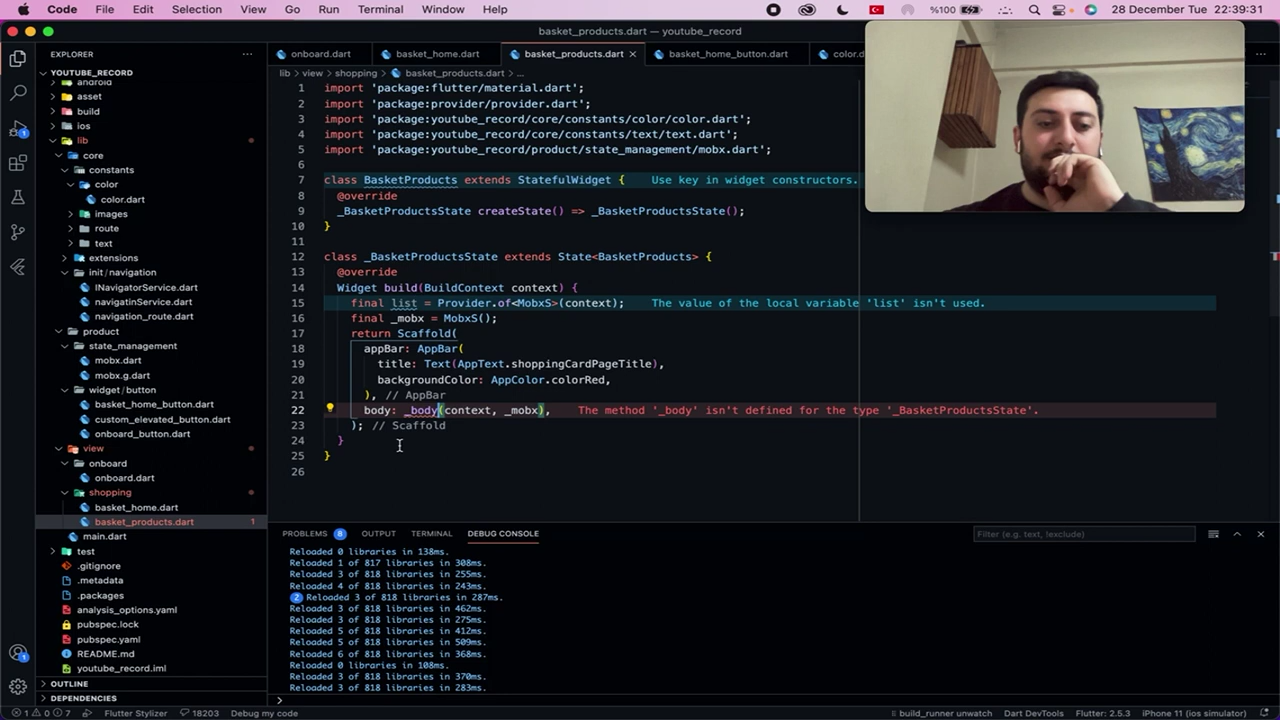 Code File Edit Selection View Go Run Terminal Window Help %100 28 December Tue 22:39:31
basket_products.dart — youtube_record
EXPLORER
onboard.dart basket_home.dart basket_products.dart basket_home_button.dart color.d
YOUTUBE_RECORD
lib > view > shopping > basket_products.dart > ...
android
asset
build
ios
lib
core
constants
color
color.dart
images
route
text
extensions
init/navigation
INavigatorService.dart
navigatinService.dart
navigation_route.dart
product
state_management
mobx.dart
mobx.g.dart
widget/button
basket_home_button.dart
custom_elevated_button.dart
onboard_button.dart
view
onboard
onboard.dart
shopping
basket_home.dart
basket_products.dart 1
main.dart
test
.gitignore
.metadata
.packages
analysis_options.yaml
pubspec.lock
pubspec.yaml
README.md
youtube_record.iml
OUTLINE
DEPENDENCIES
1 import 'package:flutter/material.dart';
2 import 'package:provider/provider.dart';
3 import 'package:youtube_record/core/constants/color/color.dart';
4 import 'package:youtube_record/core/constants/text/text.dart';
5 import 'package:youtube_record/product/state_management/mobx.dart';
6
7 class BasketProducts extends StatefulWidget { Use key in widget constructors.
8 @override
9 _BasketProductsState createState() => _BasketProductsState();
10 }
11
12 class _BasketProductsState extends State<BasketProducts> {
13 @override
14 Widget build(BuildContext context) {
15 final list = Provider.of<MobxS>(context); The value of the local variable 'list' isn't used.
16 final _mobx = MobxS();
17 return Scaffold(
18 appBar: AppBar(
19 title: Text(AppText.shoppingCardPageTitle),
20 backgroundColor: AppColor.colorRed,
21 ), // AppBar
22 body: _body(context, _mobx), The method '_body' isn't defined for the type '_BasketProductsState'.
23 ); // Scaffold
24 }
25 }
26
PROBLEMS 8 OUTPUT TERMINAL DEBUG CONSOLE Filter (e.g. text, !exclude)
Reloaded 0 libraries in 138ms.
Reloaded 1 of 817 libraries in 308ms.
Reloaded 3 of 818 libraries in 255ms.
Reloaded 4 of 818 libraries in 243ms.
2 Reloaded 3 of 818 libraries in 287ms.
Reloaded 3 of 818 libraries in 462ms.
Reloaded 3 of 818 libraries in 275ms.
Reloaded 5 of 818 libraries in 412ms.
Reloaded 5 of 818 libraries in 509ms.
Reloaded 6 of 818 libraries in 368ms.
Reloaded 0 libraries in 108ms.
Reloaded 3 of 818 libraries in 370ms.
Reloaded 3 of 818 libraries in 283ms.
1 0 7 Flutter Stylizer 18203 Debug my code build_runner unwatch Dart DevTools Flutter: 2.5.3 iPhone 11 (ios simulator)